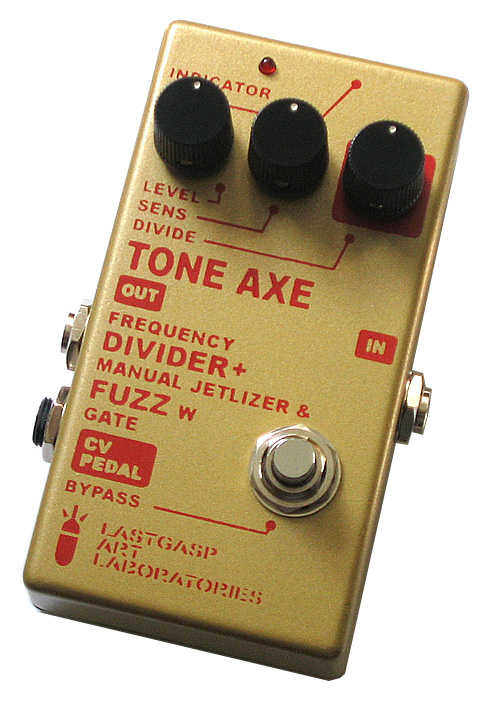 INDICATOR
LEVEL
SENS
DIVIDE
TONE AXE
OUT
IN
FREQUENCY
DIVIDER+
MANUAL JETLIZER &
FUZZ W
GATE
CV
PEDAL
BYPASS
LASTGASP
ART
LABORATORIES